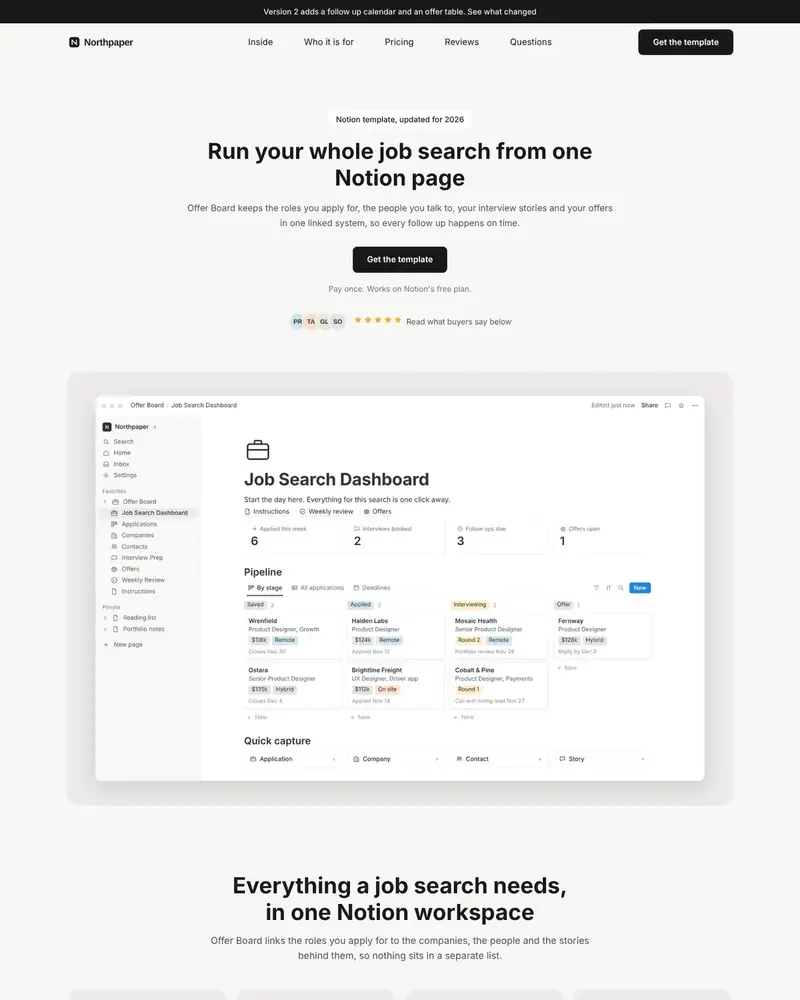 Version 2 adds a follow up calendar and an offer table. See what changed
N Northpaper
Inside
Who it is for
Pricing
Reviews
Questions
Get the template
Notion template, updated for 2026
Run your whole job search from one
Notion page
Offer Board keeps the roles you apply for, the people you talk to, your interview stories and your offers
in one linked system, so every follow up happens on time.
Get the template
Pay once. Works on Notion's free plan.
PR TA GL SO Read what buyers say below
Offer Board › Job Search Dashboard
Edited just now Share
N Northpaper
Search
Home
Inbox
Settings
Favorites
Offer Board
Job Search Dashboard
Applications
Companies
Contacts
Interview Prep
Offers
Weekly Review
Instructions
Private
Reading list
Portfolio notes
+ New page
Job Search Dashboard
Start the day here. Everything for this search is one click away.
Instructions Weekly review Offers
Applied this week
6
Interviews booked
2
Follow ups due
3
Offers open
1
Pipeline
By stage All applications Deadlines
New
Saved 3
Wrenfield
Product Designer, Growth
$118k Remote
Closes Nov 30
Ostara
Senior Product Designer
$135k Hybrid
Closes Dec 4
+ New
Applied 3
Halden Labs
Product Designer
$124k Remote
Applied Nov 12
Brightline Freight
UX Designer, Driver app
$112k On site
Applied Nov 14
+ New
Interviewing 2
Mosaic Health
Senior Product Designer
Round 2 Remote
Portfolio review Nov 26
Cobalt & Pine
Product Designer, Payments
Round 1
Call with hiring lead Nov 27
+ New
Offer 1
Fernway
Product Designer
$128k Hybrid
Reply by Dec 2
+ New
Quick capture
Application +
Company +
Contact +
Story +
Everything a job search needs,
in one Notion workspace
Offer Board links the roles you apply for to the companies, the people and the stories
behind them, so nothing sits in a separate list.